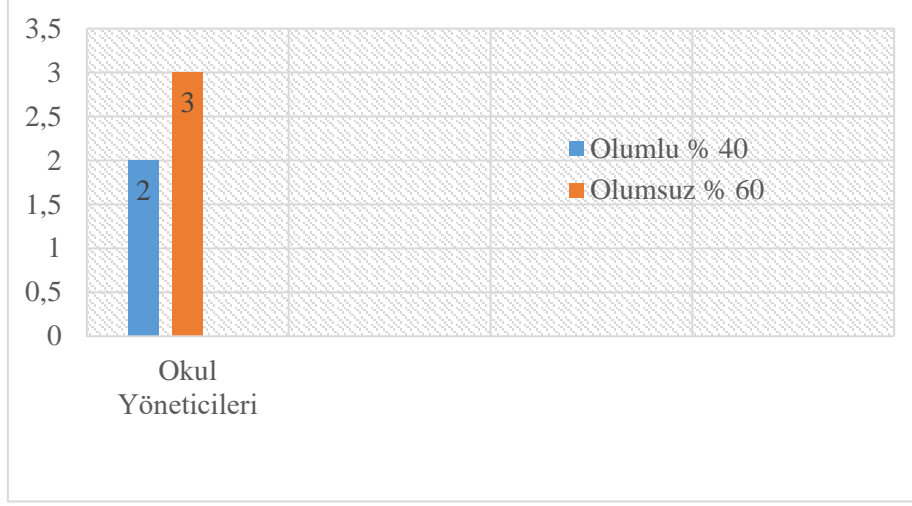 3,5
3
2,5
2
1,5
1
0,5
0
2
3
Olumlu % 40
Olumsuz % 60
Okul
Yöneticileri